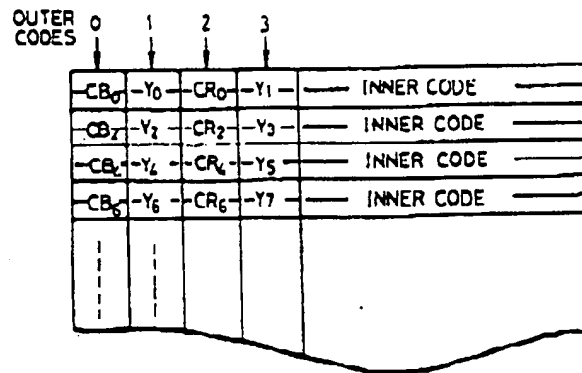 OUTER CODES 0 1 2 3
CB₀ Y₀ CR₀ Y₁ INNER CODE
CB₂ Y₂ CR₂ Y₃ INNER CODE
CB₄ Y₄ CR₄ Y₅ INNER CODE
CB₆ Y₆ CR₆ Y₇ INNER CODE